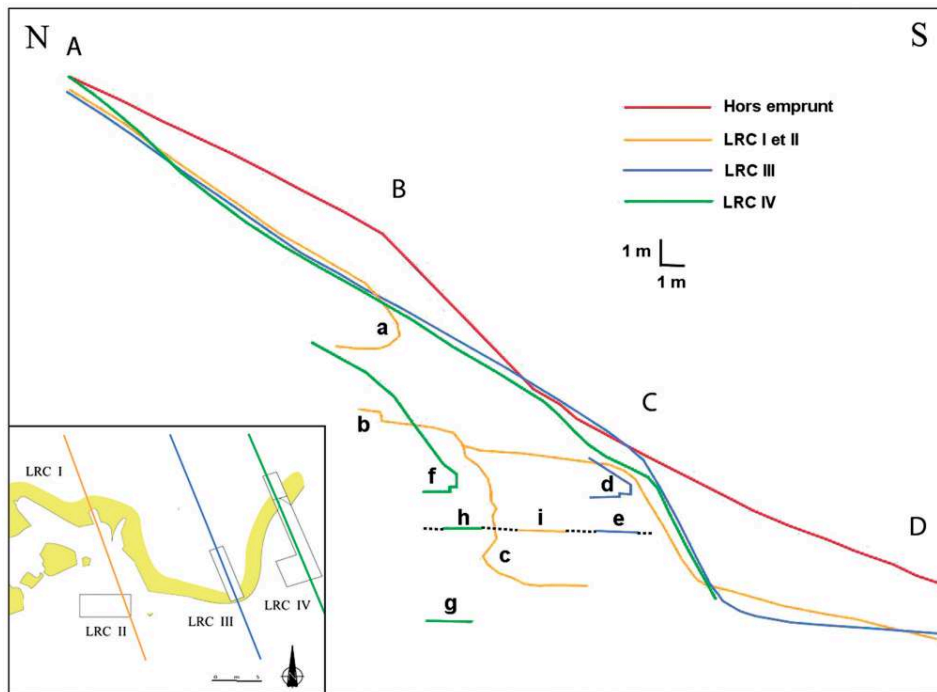 N
S
A
Hors emprunt
LRC I et II
LRC III
LRC IV
B
1 m
1 m
a
b
C
f
d
h
i
e
D
c
g
LRC I
LRC II
LRC III
LRC IV